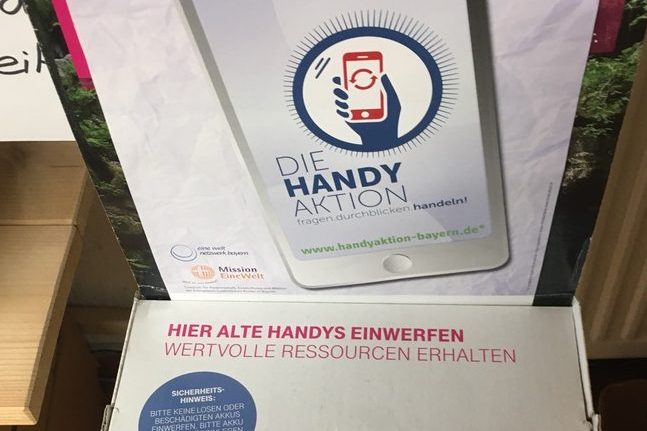 DIE
HANDY
AKTION
fragen.durchblicken.handeln!
www.handyaktion-bayern.de*
eine welt
netzwerk bayern
Mission
EineWelt
HIER ALTE HANDYS EINWERFEN
WERTVOLLE RESSOURCEN ERHALTEN
SICHERHEITS-
HINWEIS:
BITTE KEINE LOSEN ODER
BESCHÄDIGTEN AKKUS
EINWERFEN, BITTE AKKU